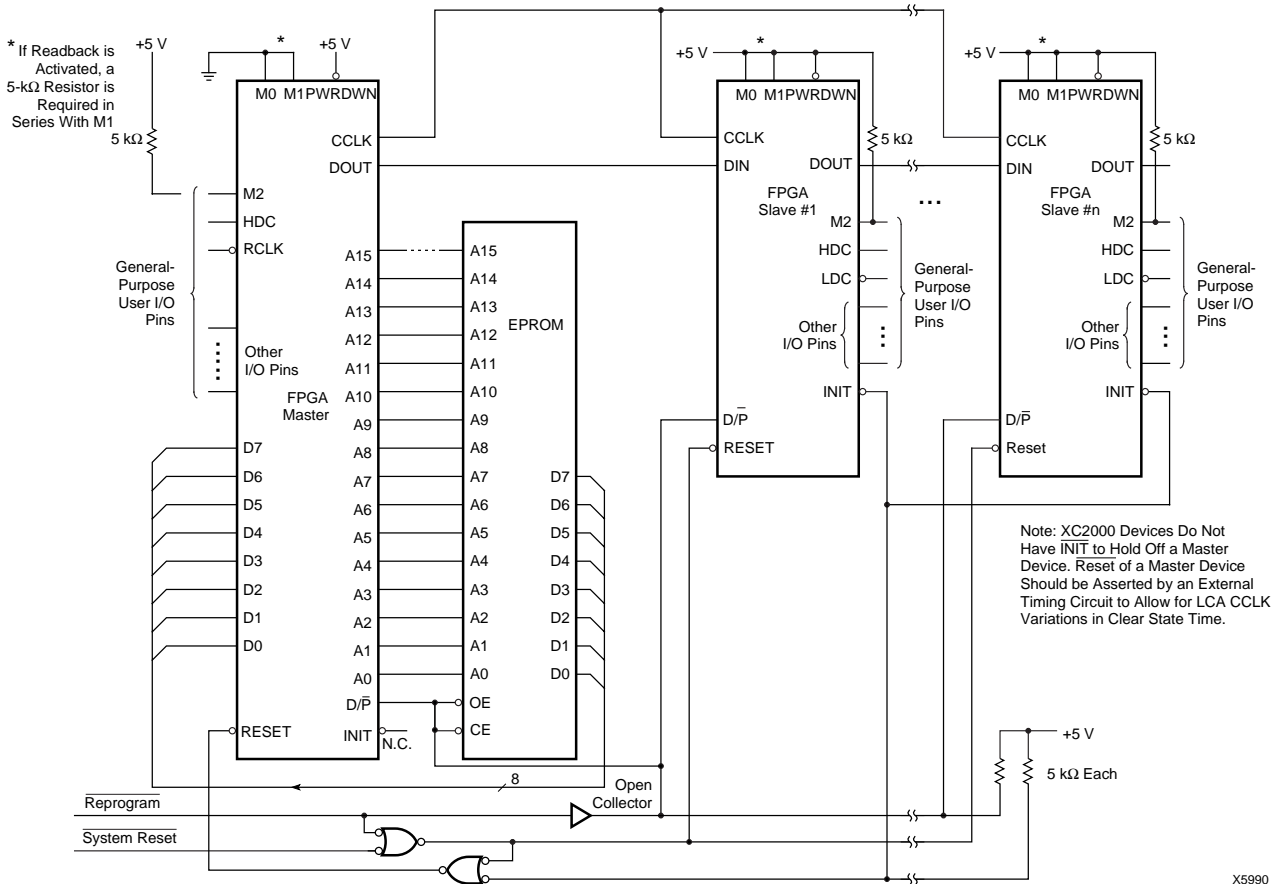 * If Readback is
Activated, a
5-kΩ Resistor is
Required in
Series With M1
+5 V
*
+5 V
5 kΩ
M0 M1PWRDWN
CCLK
DOUT
M2
HDC
RCLK
General-
Purpose
User I/O
Pins
Other
I/O Pins
FPGA
Master
A15
A14
A13
A12
A11
A10
A9
A8
A7
A6
A5
A4
A3
A2
A1
A0
D/P̅
INIT
N.C.
D7
D6
D5
D4
D3
D2
D1
D0
RESET
A15
A14
A13
A12
A11
A10
A9
A8
A7
A6
A5
A4
A3
A2
A1
A0
OE
CE
EPROM
D7
D6
D5
D4
D3
D2
D1
D0
8
+5 V
*
M0 M1PWRDWN
5 kΩ
CCLK
DIN
DOUT
FPGA
Slave #1
M2
HDC
LDC
Other
I/O Pins
General-
Purpose
User I/O
Pins
INIT
D/P̅
RESET
...
+5 V
*
M0 M1PWRDWN
5 kΩ
CCLK
DIN
DOUT
FPGA
Slave #n
M2
HDC
LDC
Other
I/O Pins
General-
Purpose
User I/O
Pins
INIT
D/P̅
Reset
Note: XC2000 Devices Do Not
Have I̅N̅I̅T̅ to Hold Off a Master
Device. R̅e̅s̅e̅t̅ of a Master Device
Should be Asserted by an External
Timing Circuit to Allow for LCA CCLK
Variations in Clear State Time.
+5 V
5 kΩ Each
Open
Collector
R̅e̅p̅r̅o̅g̅r̅a̅m̅
S̅y̅s̅t̅e̅m̅ R̅e̅s̅e̅t̅
X5990